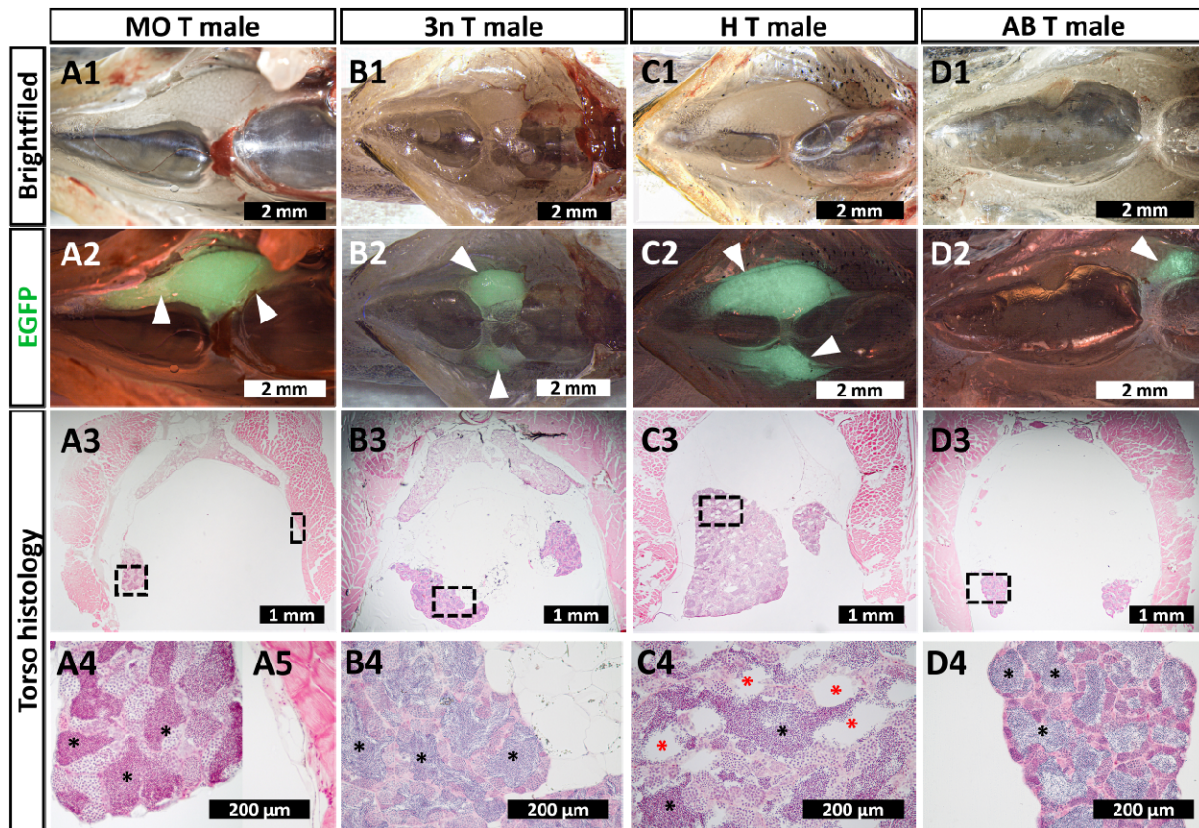 MO T male
3n T male
H T male
AB T male
Brightfiled
A1
B1
C1
D1
2 mm
2 mm
2 mm
2 mm
EGFP
A2
B2
C2
D2
2 mm
2 mm
2 mm
2 mm
Torso histology
A3
B3
C3
D3
1 mm
1 mm
1 mm
1 mm
A4
A5
B4
C4
D4
* * *
* * *
* * * * * *
* * *
200 µm
200 µm
200 µm
200 µm